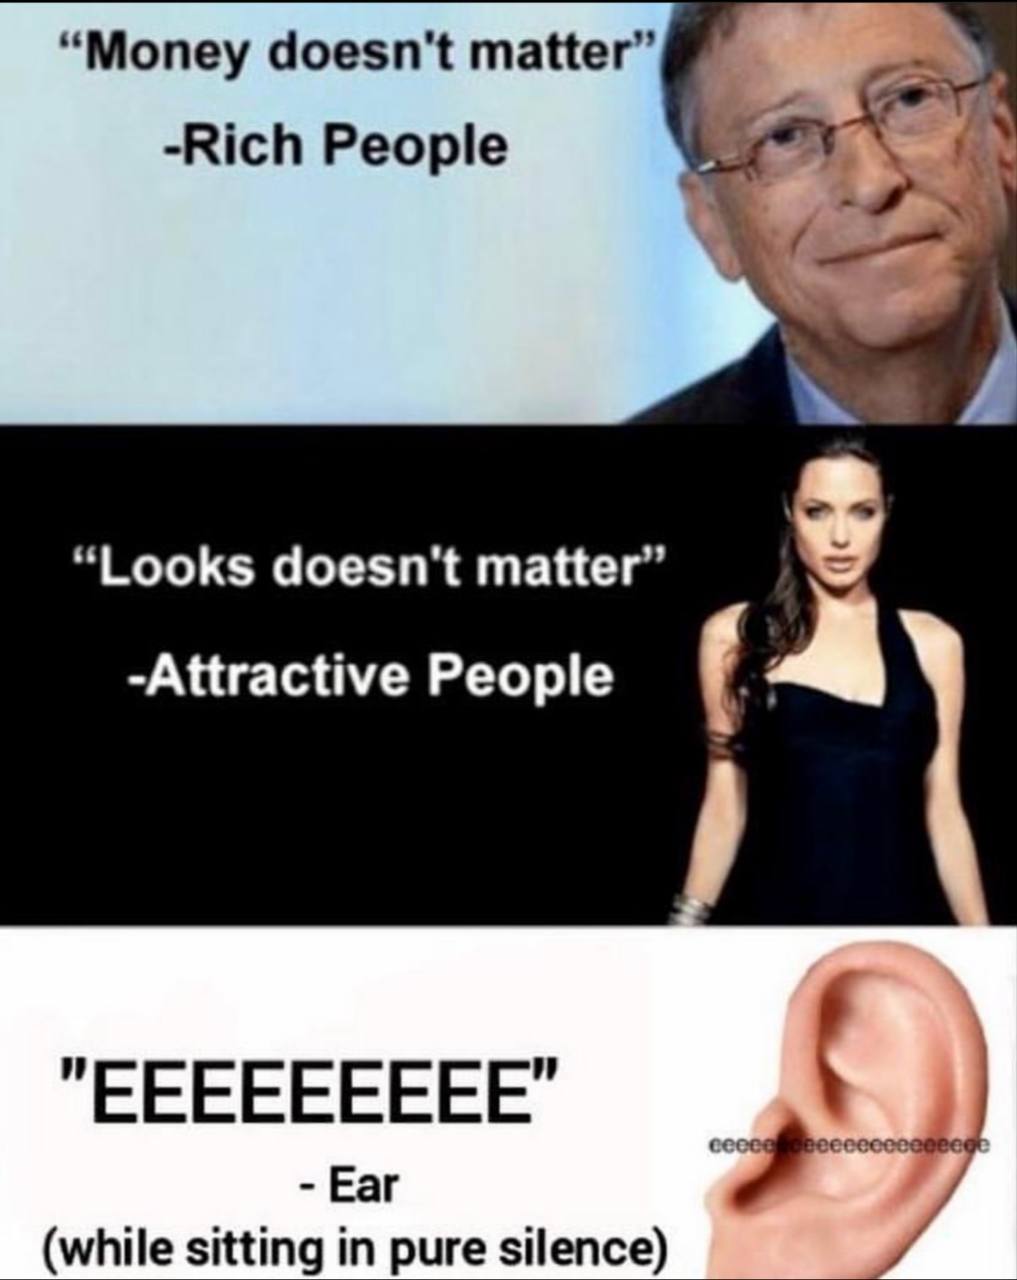 “Money doesn't matter”
-Rich People
“Looks doesn't matter”
-Attractive People
"EEEEEEEEE"
- Ear
(while sitting in pure silence)